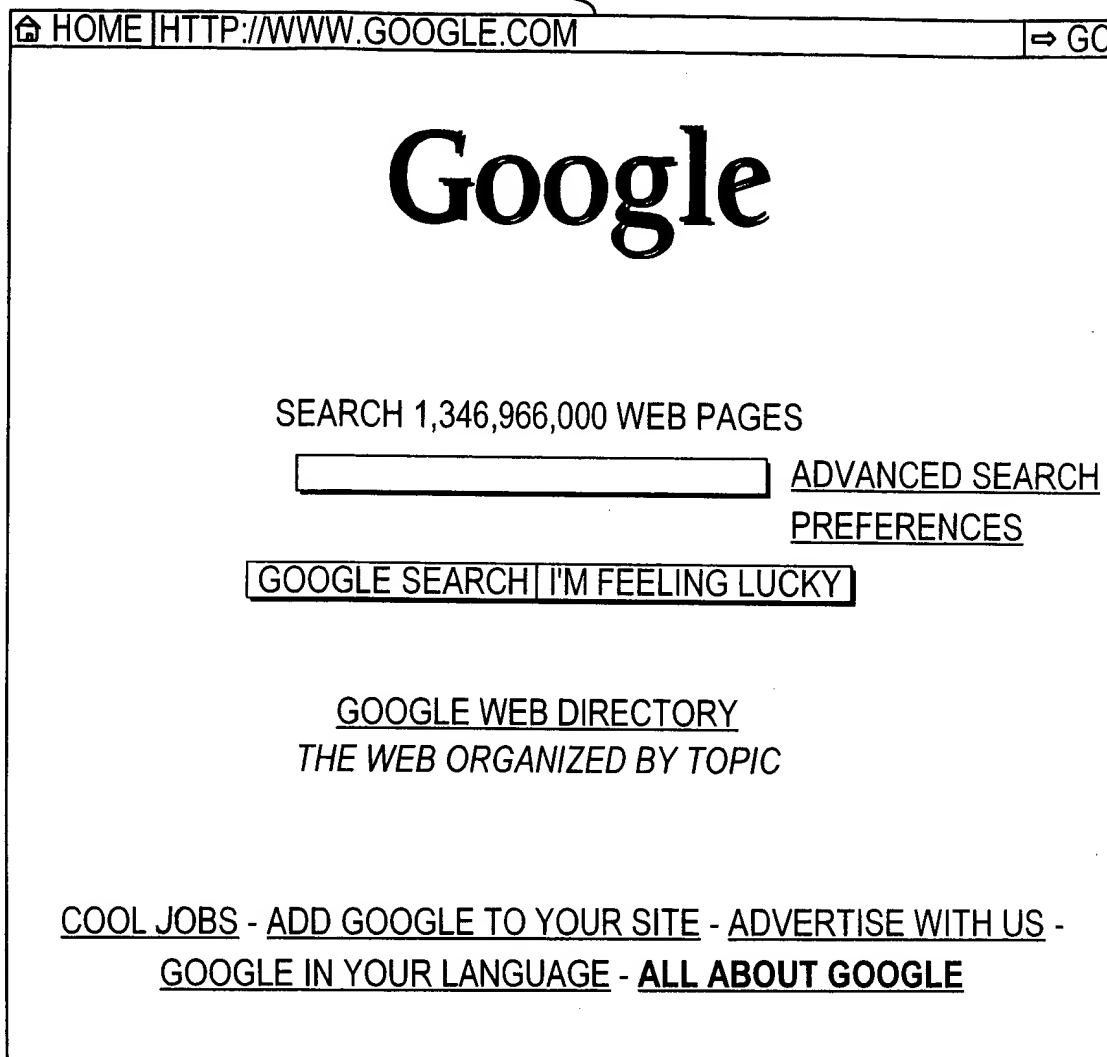 HOME HTTP://WWW.GOOGLE.COM ⇨ GO
Google
SEARCH 1,346,966,000 WEB PAGES
ADVANCED SEARCH
PREFERENCES
GOOGLE SEARCH I'M FEELING LUCKY
GOOGLE WEB DIRECTORY
THE WEB ORGANIZED BY TOPIC
COOL JOBS - ADD GOOGLE TO YOUR SITE - ADVERTISE WITH US -
GOOGLE IN YOUR LANGUAGE - ALL ABOUT GOOGLE